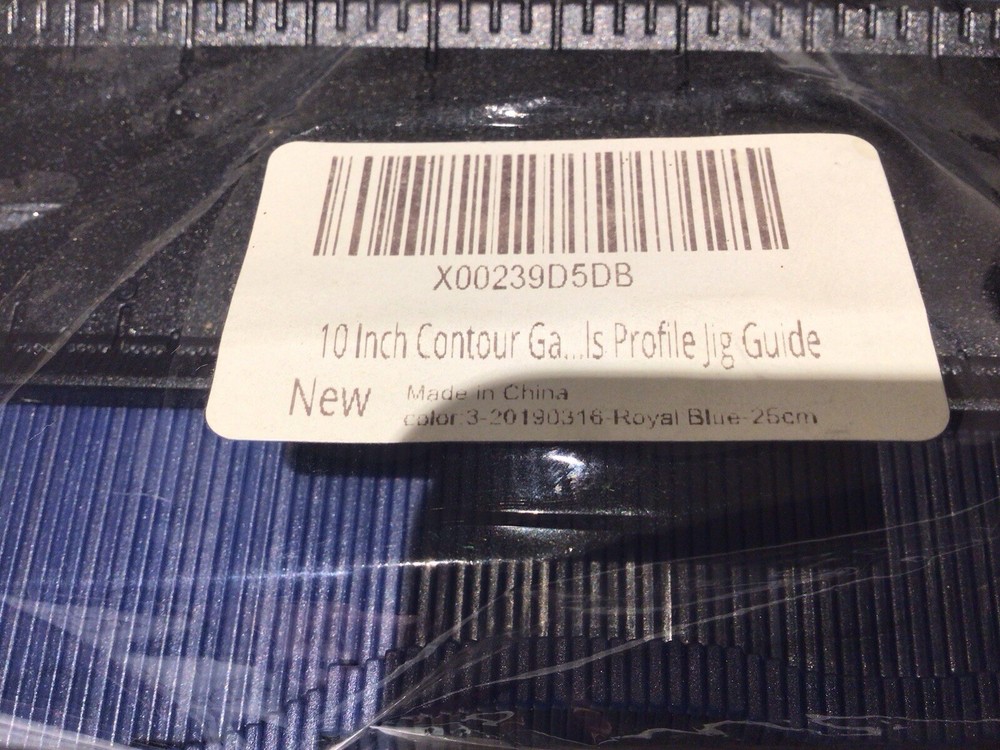 X00239D5DB
10 Inch Contour Ga...ls Profile Jig Guide
New
Made in China
color:3-20190316-Royal Blue-25cm